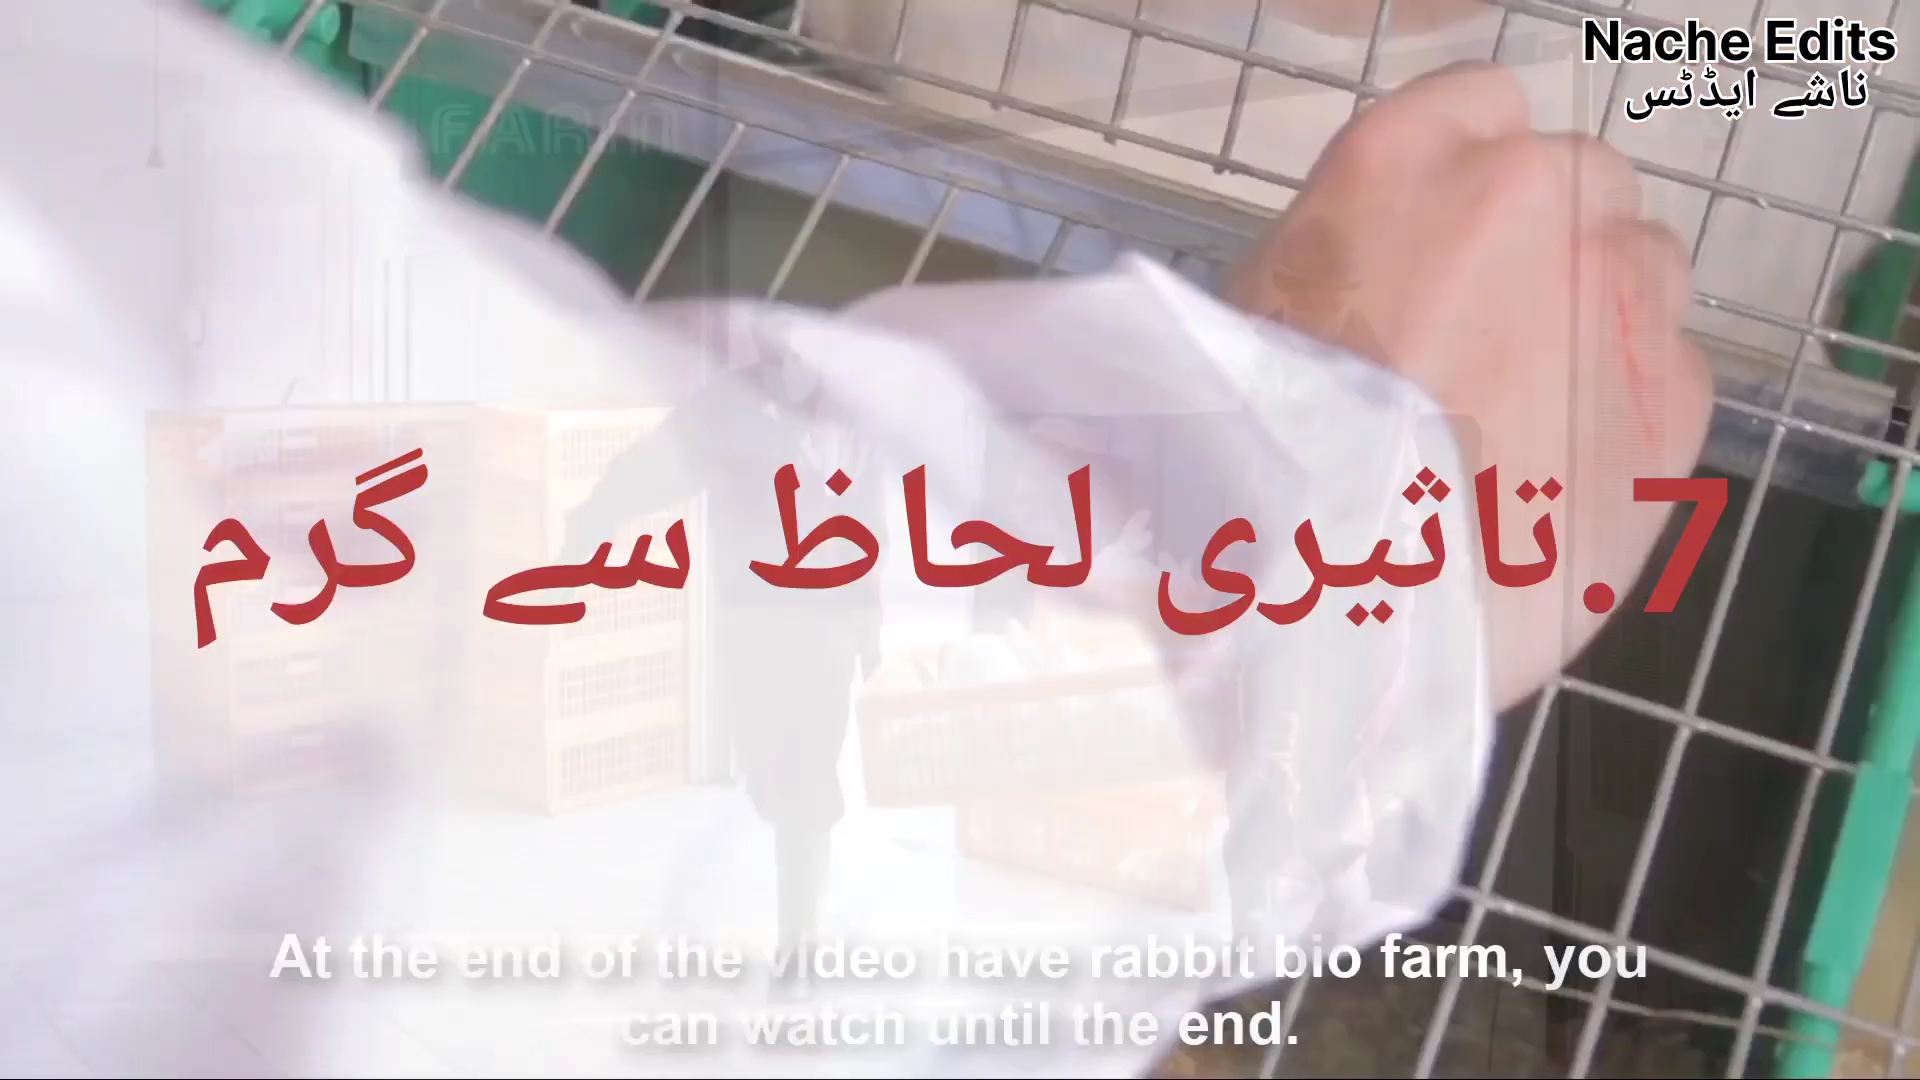 Nache Edits
ناشے ایڈٹس
FARM
7.تاثیری لحاظ سے گرم
At the end of the video have rabbit bio farm, you
can watch until the end.